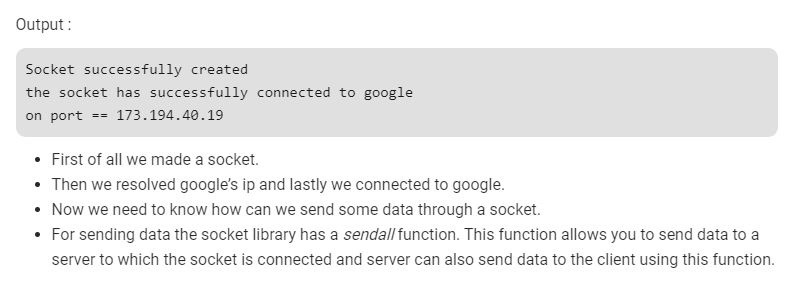 Output :
Socket successfully created
the socket has successfully connected to google
on port == 173.194.40.19
• First of all we made a socket.
• Then we resolved google's ip and lastly we connected to google.
• Now we need to know how can we send some data through a socket.
• For sending data the socket library has a sendall function. This function allows you to send data to a
server to which the socket is connected and server can also send data to the client using this function.